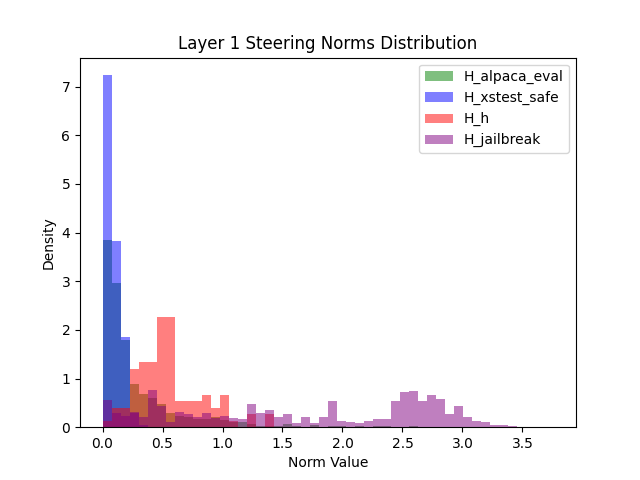 Layer 1 Steering Norms Distribution
H_alpaca_eval
H_xstest_safe
H_h
H_jailbreak
Density
7
6
5
4
3
2
1
0
0.0 0.5 1.0 1.5 2.0 2.5 3.0 3.5
Norm Value